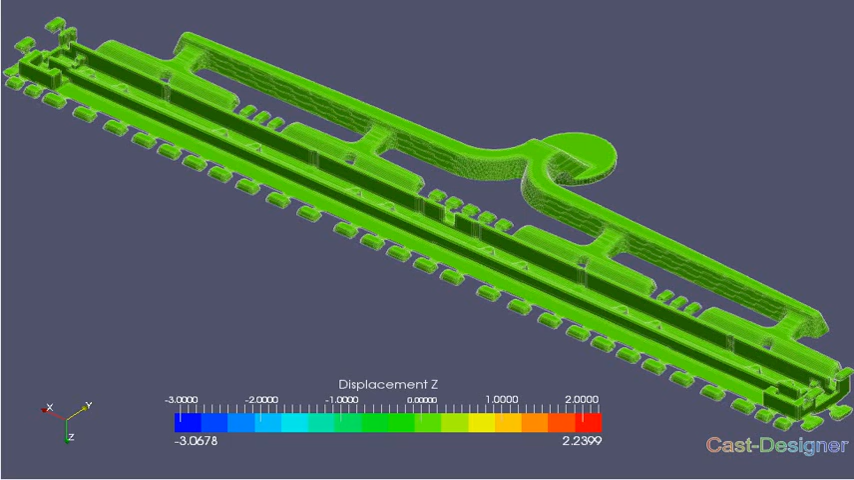 Displacement Z
-3.0000 -2.0000 -1.0000 0.00000 1.0000 2.0000
-3.0678 2.2399
X Y
Z
Cast-Designer